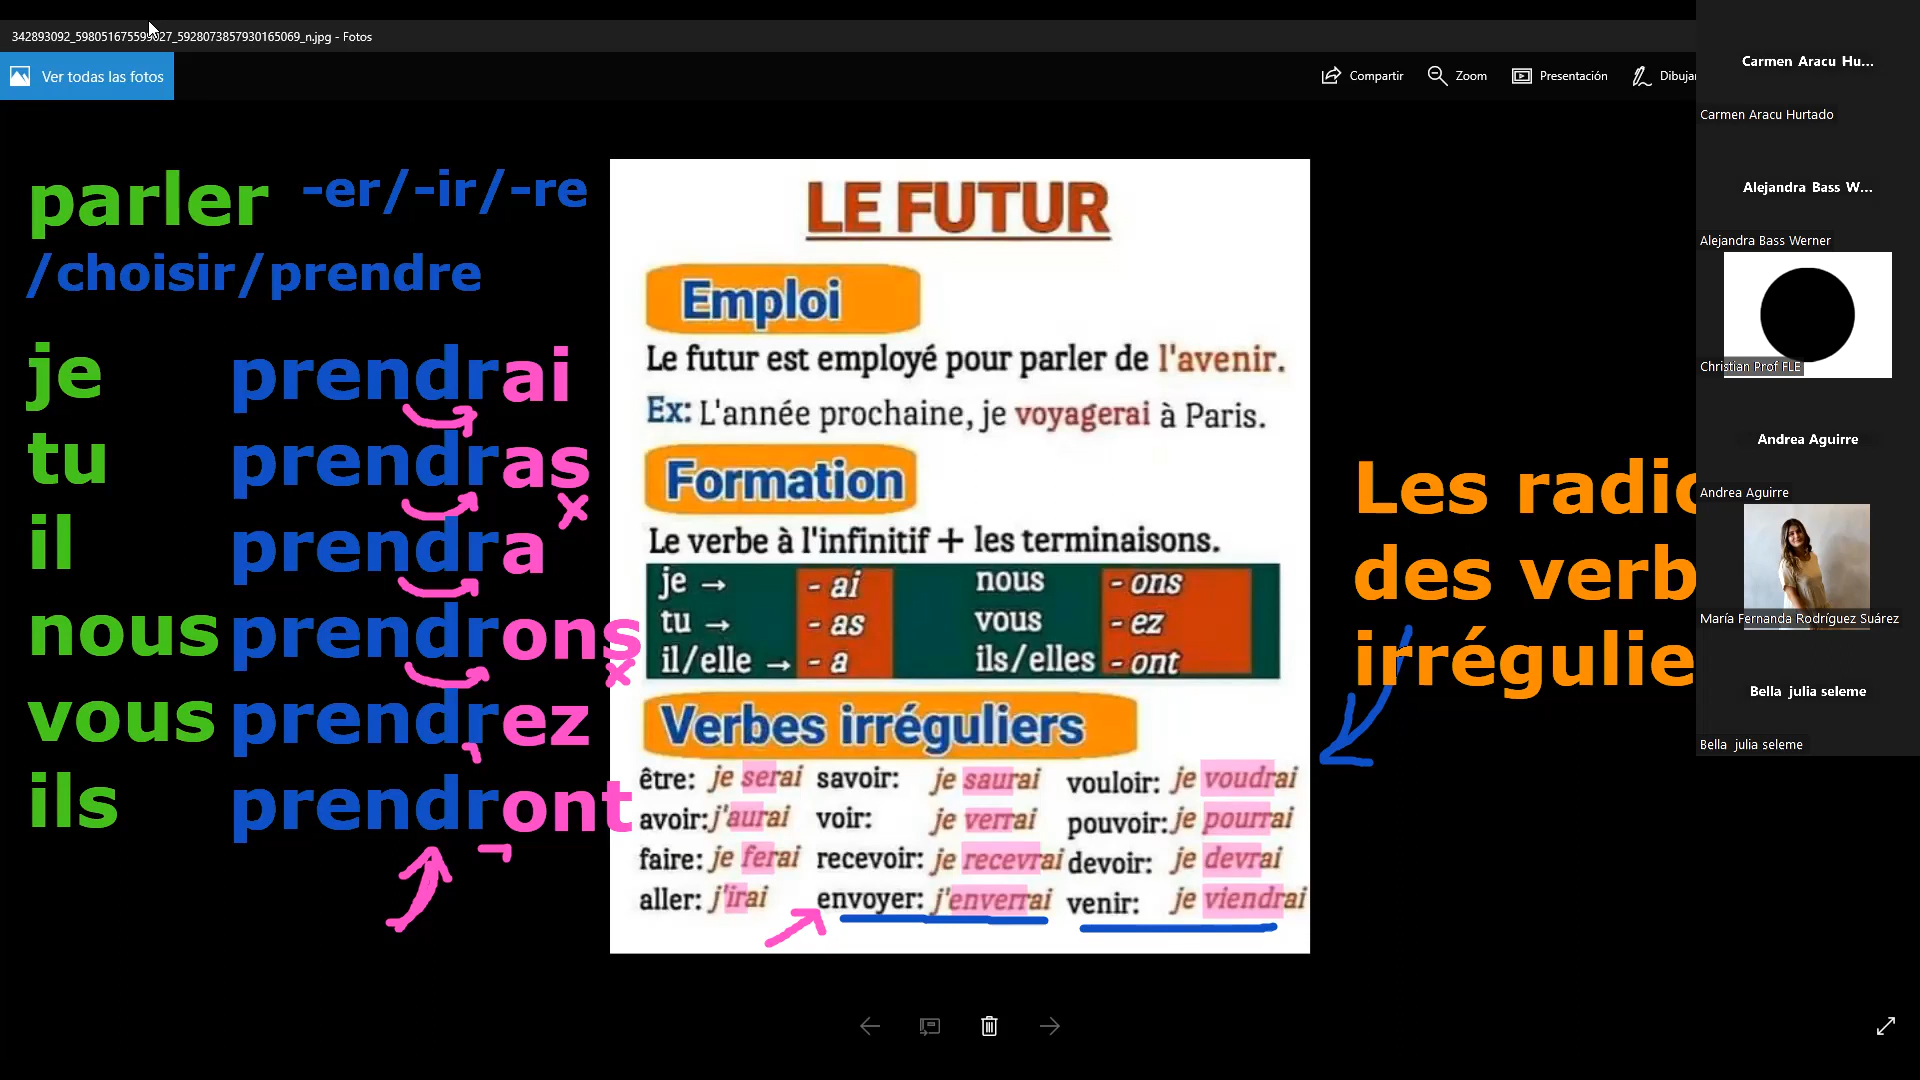 342893092_598051675599027_5928073857930165069_n.jpg - Fotos
Ver todas las fotos
Compartir
Zoom
Presentación
parler -er/-ir/-re
/choisir/prendre
je prendrai
tu prendras
il prendra
nous prendrons
vous prendrez
ils prendront
LE FUTUR
Emploi
Le futur est employé pour parler de l'avenir.
Ex: L'année prochaine, je voyagerai à Paris.
Formation
Le verbe à l'infinitif + les terminaisons.
je → - ai nous - ons
tu → - as vous - ez
il/elle → - a ils/elles - ont
Verbes irréguliers
être: je serai savoir: je saurai vouloir: je voudrai
avoir: j'aurai voir: je verrai pouvoir: je pourrai
faire: je ferai recevoir: je recevrai devoir: je devrai
aller: j'irai envoyer: j'enverrai venir: je viendrai
Les
des
Carmen Aracu Hu...
Carmen Aracu Hurtado
Alejandra Bass W...
Alejandra Bass Werner
Christian Prof FLE
Andrea Aguirre
Andrea Aguirre
María Fernanda Rodríguez Suárez
Bella julia seleme
Bella julia seleme